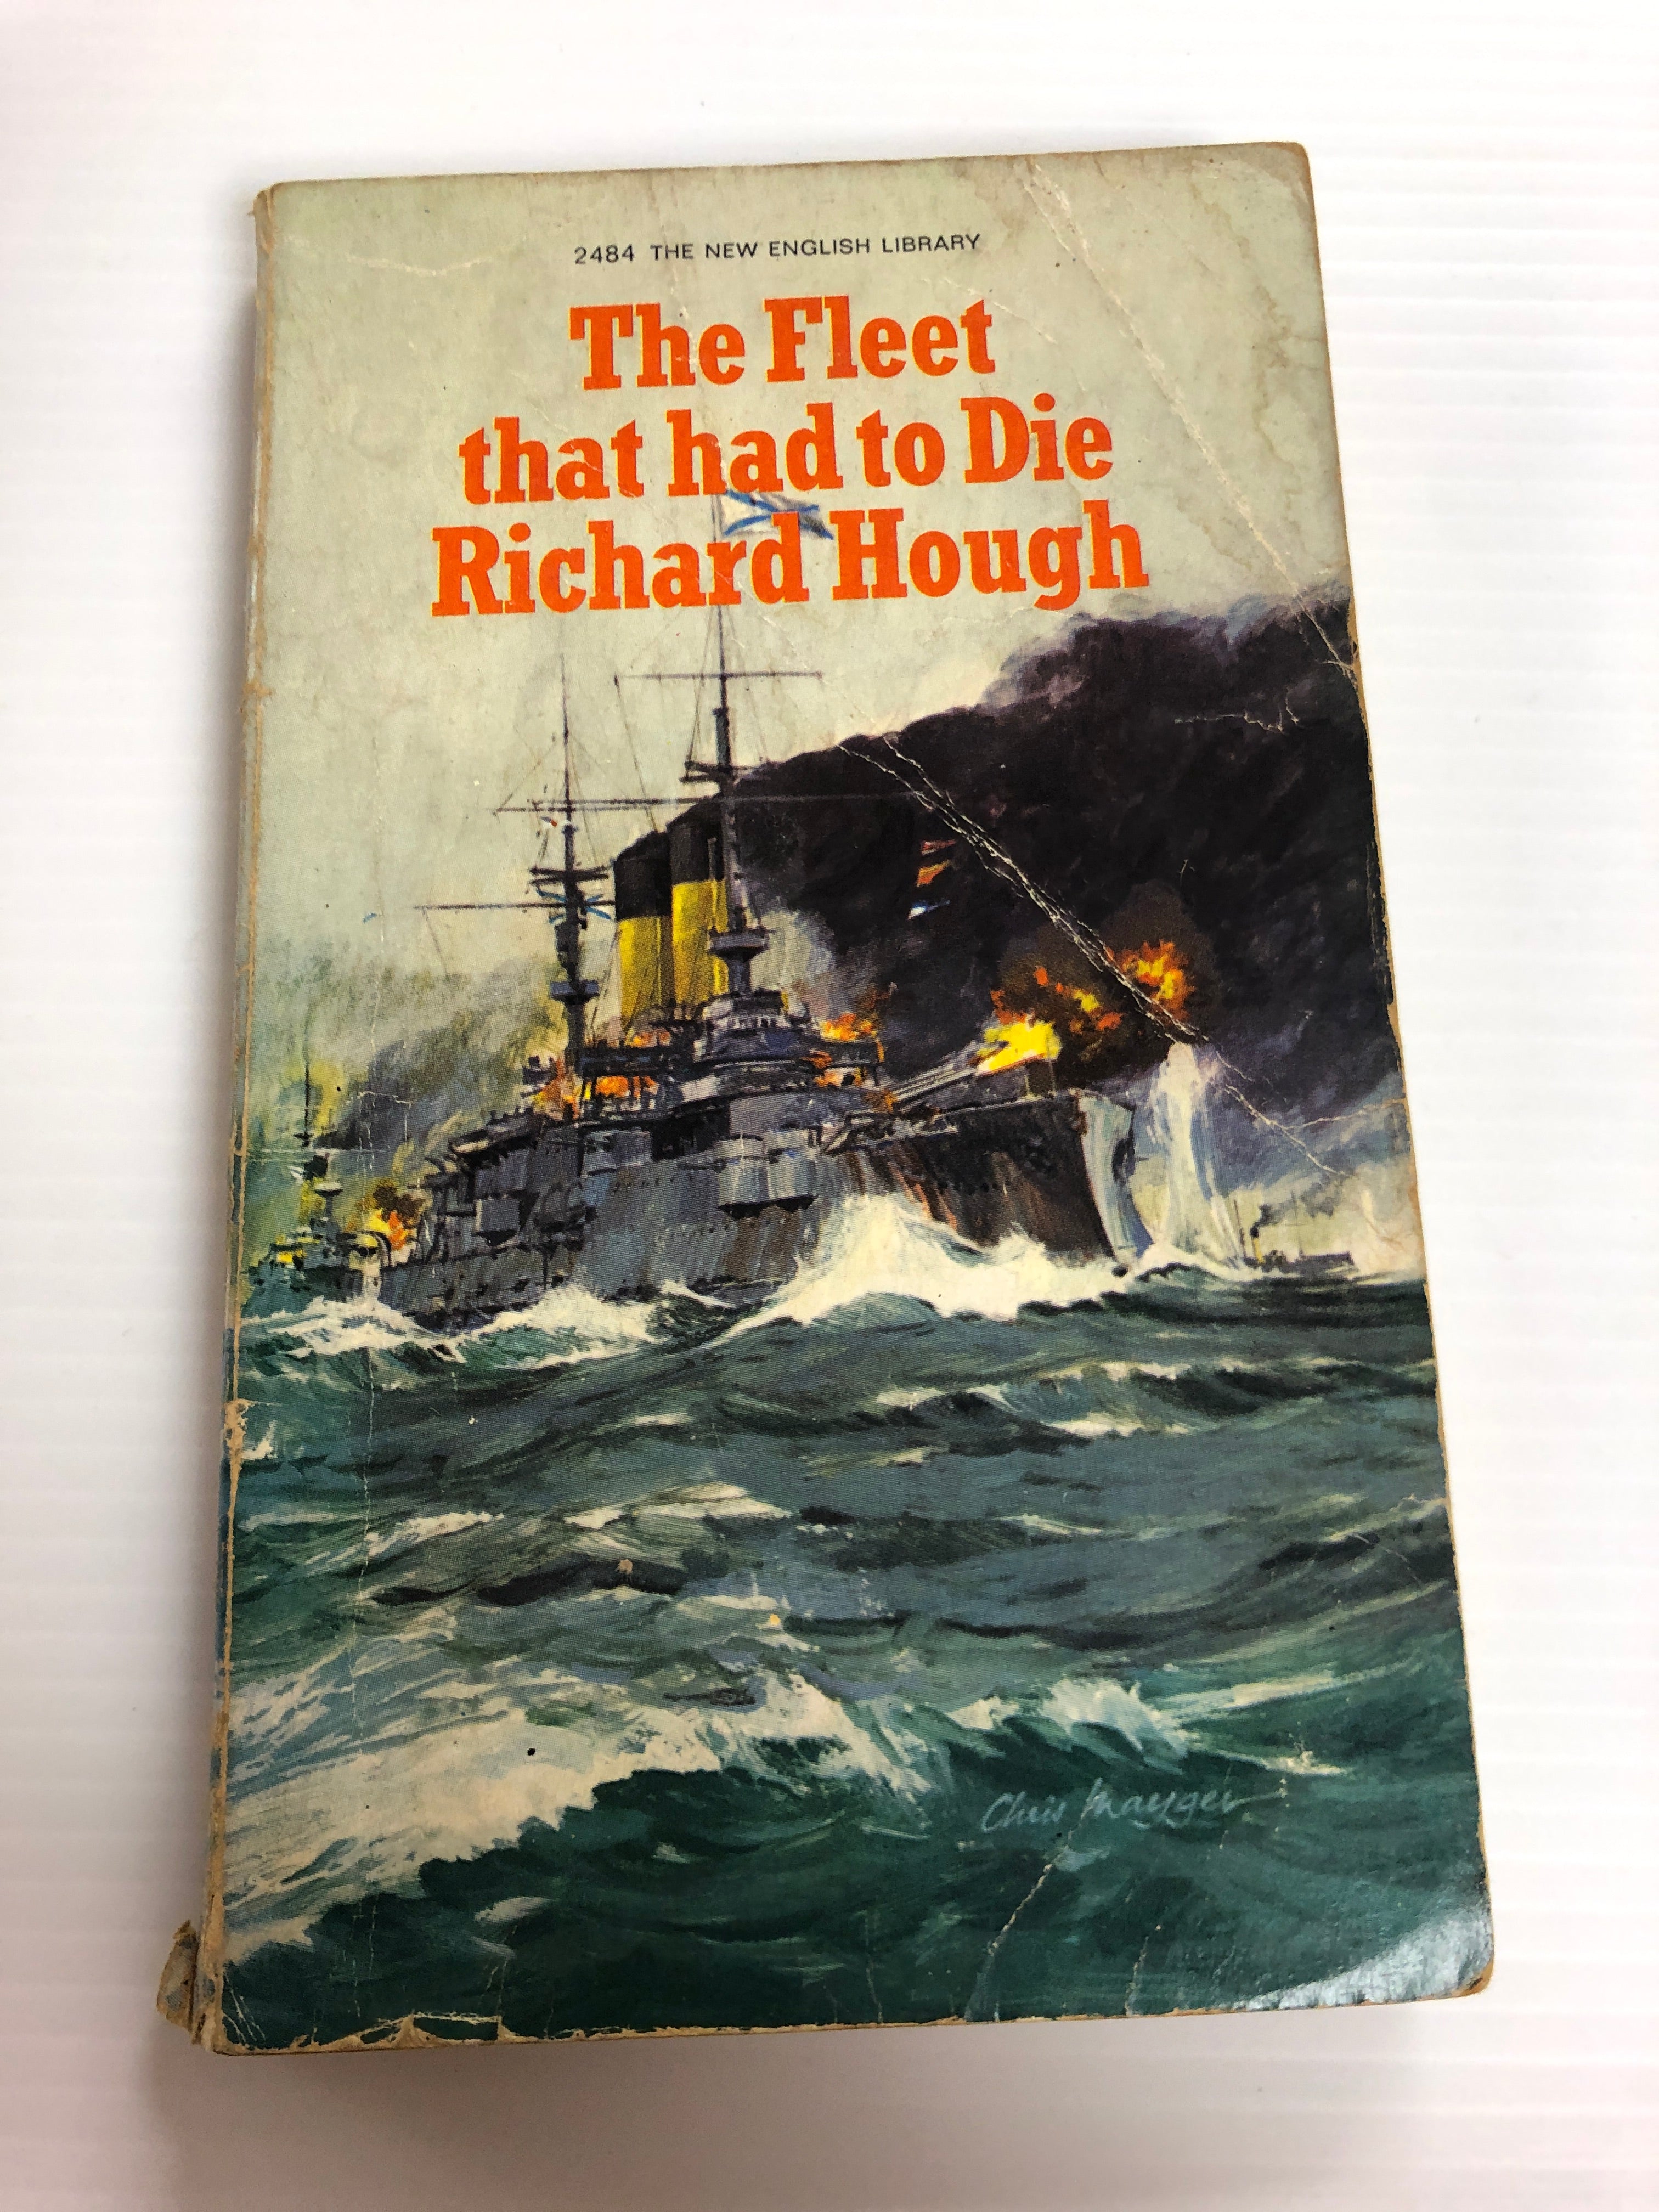 2484 THE NEW ENGLISH LIBRARY
The Fleet
that had to Die
Richard Hough
Chris Mayger